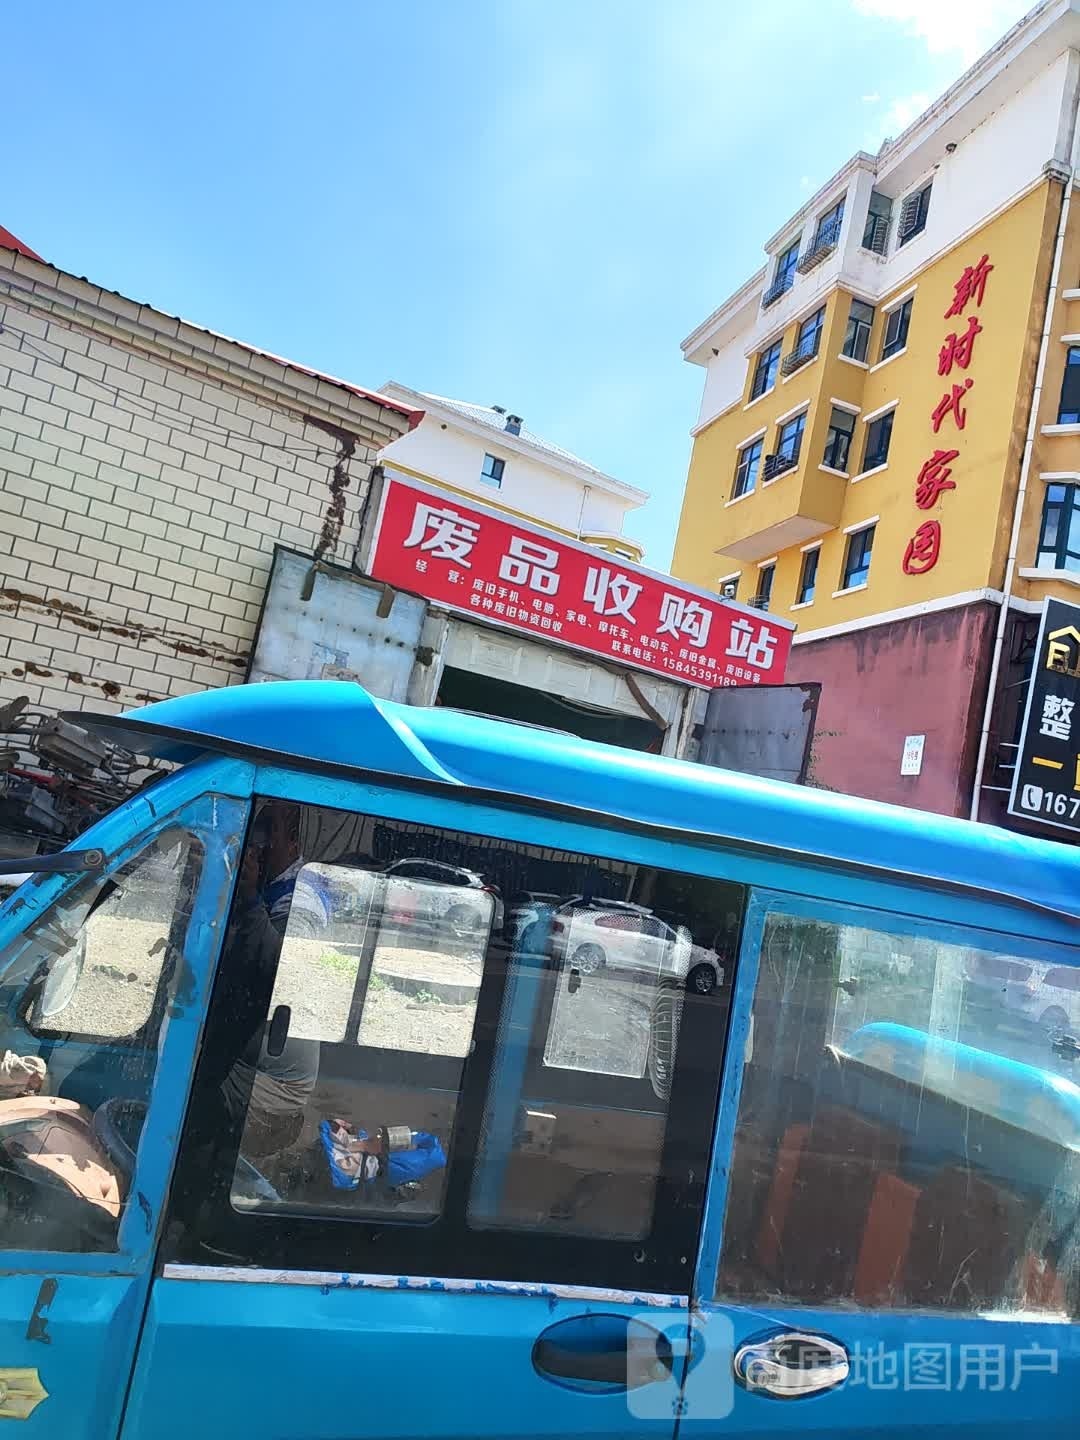 新时代家园
废品收购站
经 营：废旧手机、电脑、家电、摩托车、电动车、废旧金属、废旧设备
各种废旧物资回收
联系电话：15845391189
整
一
167
百度地图用户